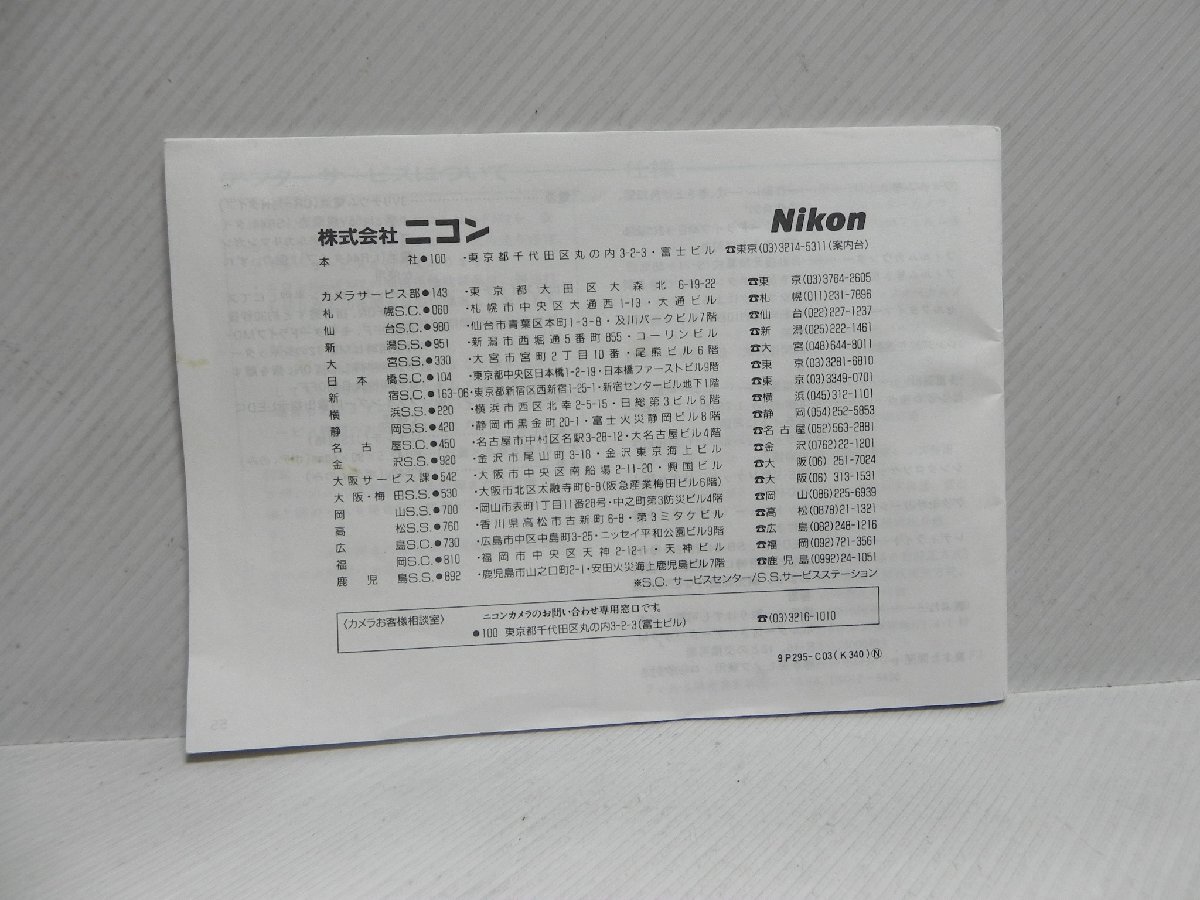 株式会社 ニコン Nikon
本社●100・東京都千代田区丸の内3-2-3・富士ビル ☎東京(03)3214-5311(案内台)
カメラサービス部●143・東京都大田区大森北6-19-22 ☎東京(03)3764-2605
札幌S.C.●060・札幌市中央区大通西1-13・大通ビル ☎札幌(011)231-7896
仙台S.C.●980・仙台市青葉区本町1-3-8・及川パークビル7階 ☎仙台(022)227-1237
新潟S.S.●951・新潟市西堀通5番町855・コーリンビル ☎新潟(025)222-1461
大宮S.S.●330・大宮市宮町2丁目10番・尾熊ビル6階 ☎大宮(048)644-8011
日本橋S.C.●104・東京都中央区日本橋1-2-19・日本橋ファーストビル9階 ☎東京(03)3281-6810
新宿S.C.●163-06・東京都新宿区西新宿1-25-1・新宿センタービル地下1階 ☎東京(03)3349-0701
横浜S.S.●220・横浜市西区北幸2-5-15・日総第3ビル6階 ☎横浜(045)312-1101
静岡S.S.●420・静岡市黒金町20-1・富士火災静岡ビル8階 ☎静岡(054)252-5953
名古屋S.C.●450・名古屋市中村区名駅3-28-12・大名古屋ビル4階 ☎名古屋(052)563-2881
金沢S.S.●920・金沢市尾山町3-18・金沢東京海上ビル ☎金沢(0762)22-1201
大阪サービス課●542・大阪市中央区南船場2-11-20・興国ビル ☎大阪(06)251-7024
大阪・梅田S.S.●530・大阪市北区太融寺町6-8(阪急産業梅田ビル6階) ☎大阪(06)313-1531
岡山S.S.●700・岡山市表町1丁目11番28号・中之町第3防災ビル4階 ☎岡山(086)225-6939
高松S.S.●760・香川県高松市古新町6-8・第3ミタケビル ☎高松(0878)21-1321
広島S.C.●730・広島市中区中島町3-25・ニッセイ平和公園ビル9階 ☎広島(082)248-1216
福岡S.C.●810・福岡市中央区天神2-12-1・天神ビル ☎福岡(092)721-3561
鹿児島S.S.●892・鹿児島市山之口町2-1・安田火災海上鹿児島ビル7階 ☎鹿児島(0992)24-1051
※S.C. サービスセンター/S.S.サービスステーション
〈カメラお客様相談室〉 ニコンカメラのお問い合わせ専用窓口です。
●100 東京都千代田区丸の内3-2-3(富士ビル) ☎(03)3216-1010
9P295-C03(K340)Ⓝ